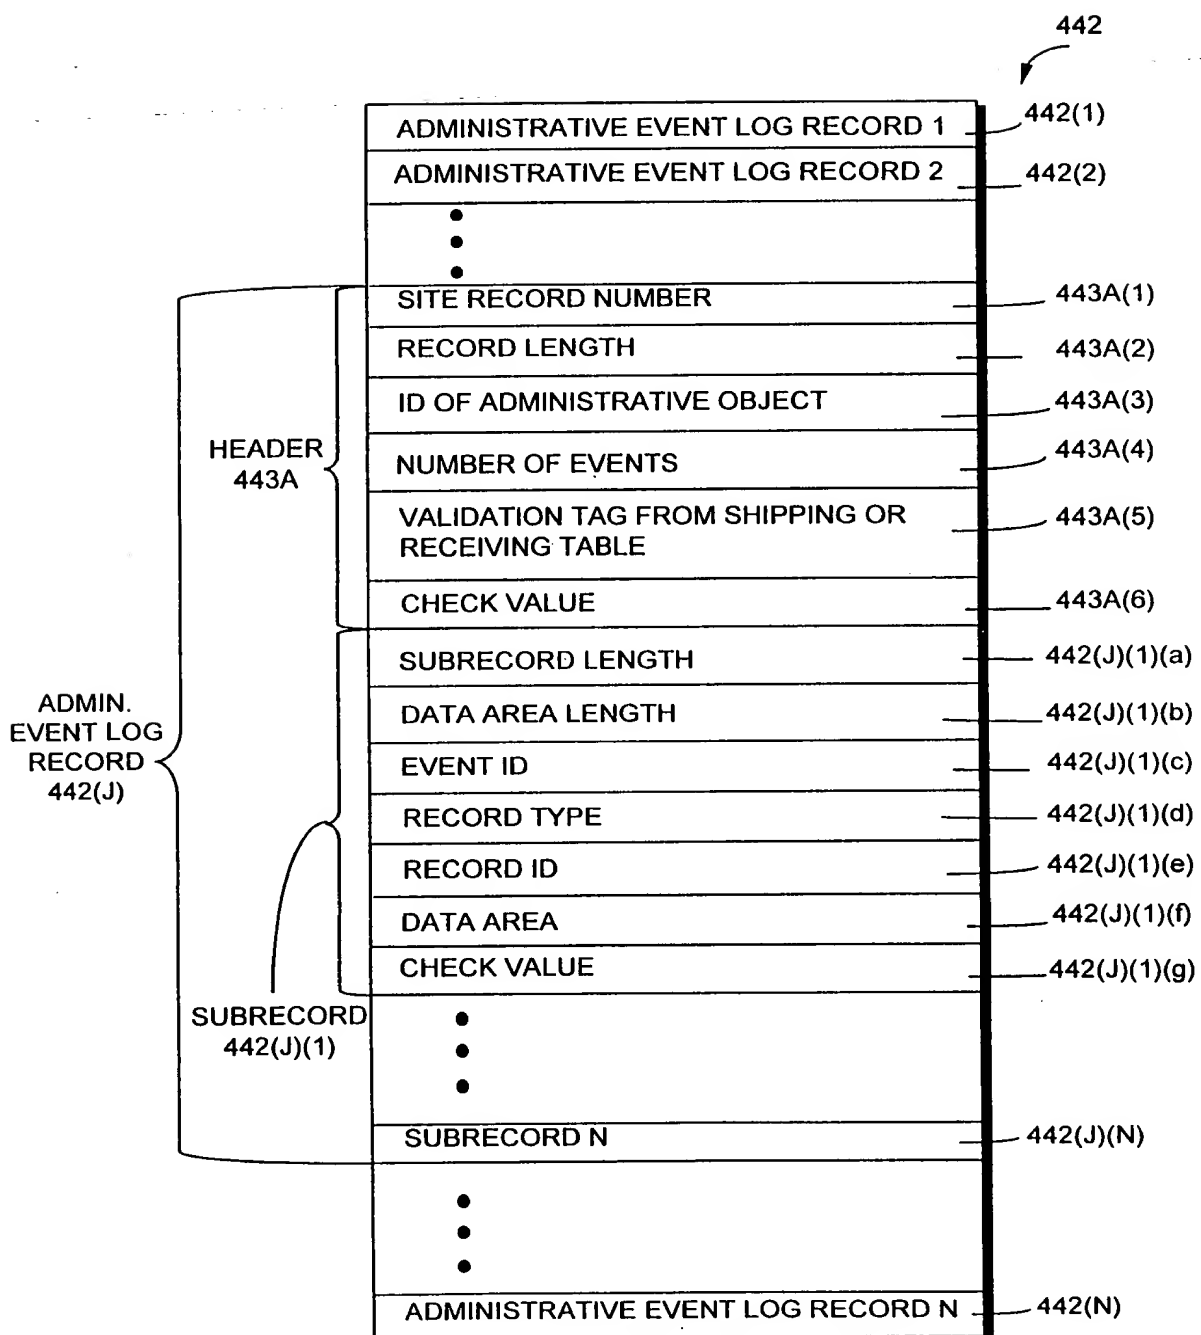 442
ADMINISTRATIVE EVENT LOG RECORD 1
442(1)
ADMINISTRATIVE EVENT LOG RECORD 2
442(2)
SITE RECORD NUMBER
443A(1)
RECORD LENGTH
443A(2)
ID OF ADMINISTRATIVE OBJECT
443A(3)
HEADER
443A
NUMBER OF EVENTS
443A(4)
VALIDATION TAG FROM SHIPPING OR
RECEIVING TABLE
443A(5)
CHECK VALUE
443A(6)
ADMIN.
EVENT LOG
RECORD
442(J)
SUBRECORD LENGTH
442(J)(1)(a)
DATA AREA LENGTH
442(J)(1)(b)
EVENT ID
442(J)(1)(c)
RECORD TYPE
442(J)(1)(d)
RECORD ID
442(J)(1)(e)
DATA AREA
442(J)(1)(f)
CHECK VALUE
442(J)(1)(g)
SUBRECORD
442(J)(1)
SUBRECORD N
442(J)(N)
ADMINISTRATIVE EVENT LOG RECORD N
442(N)